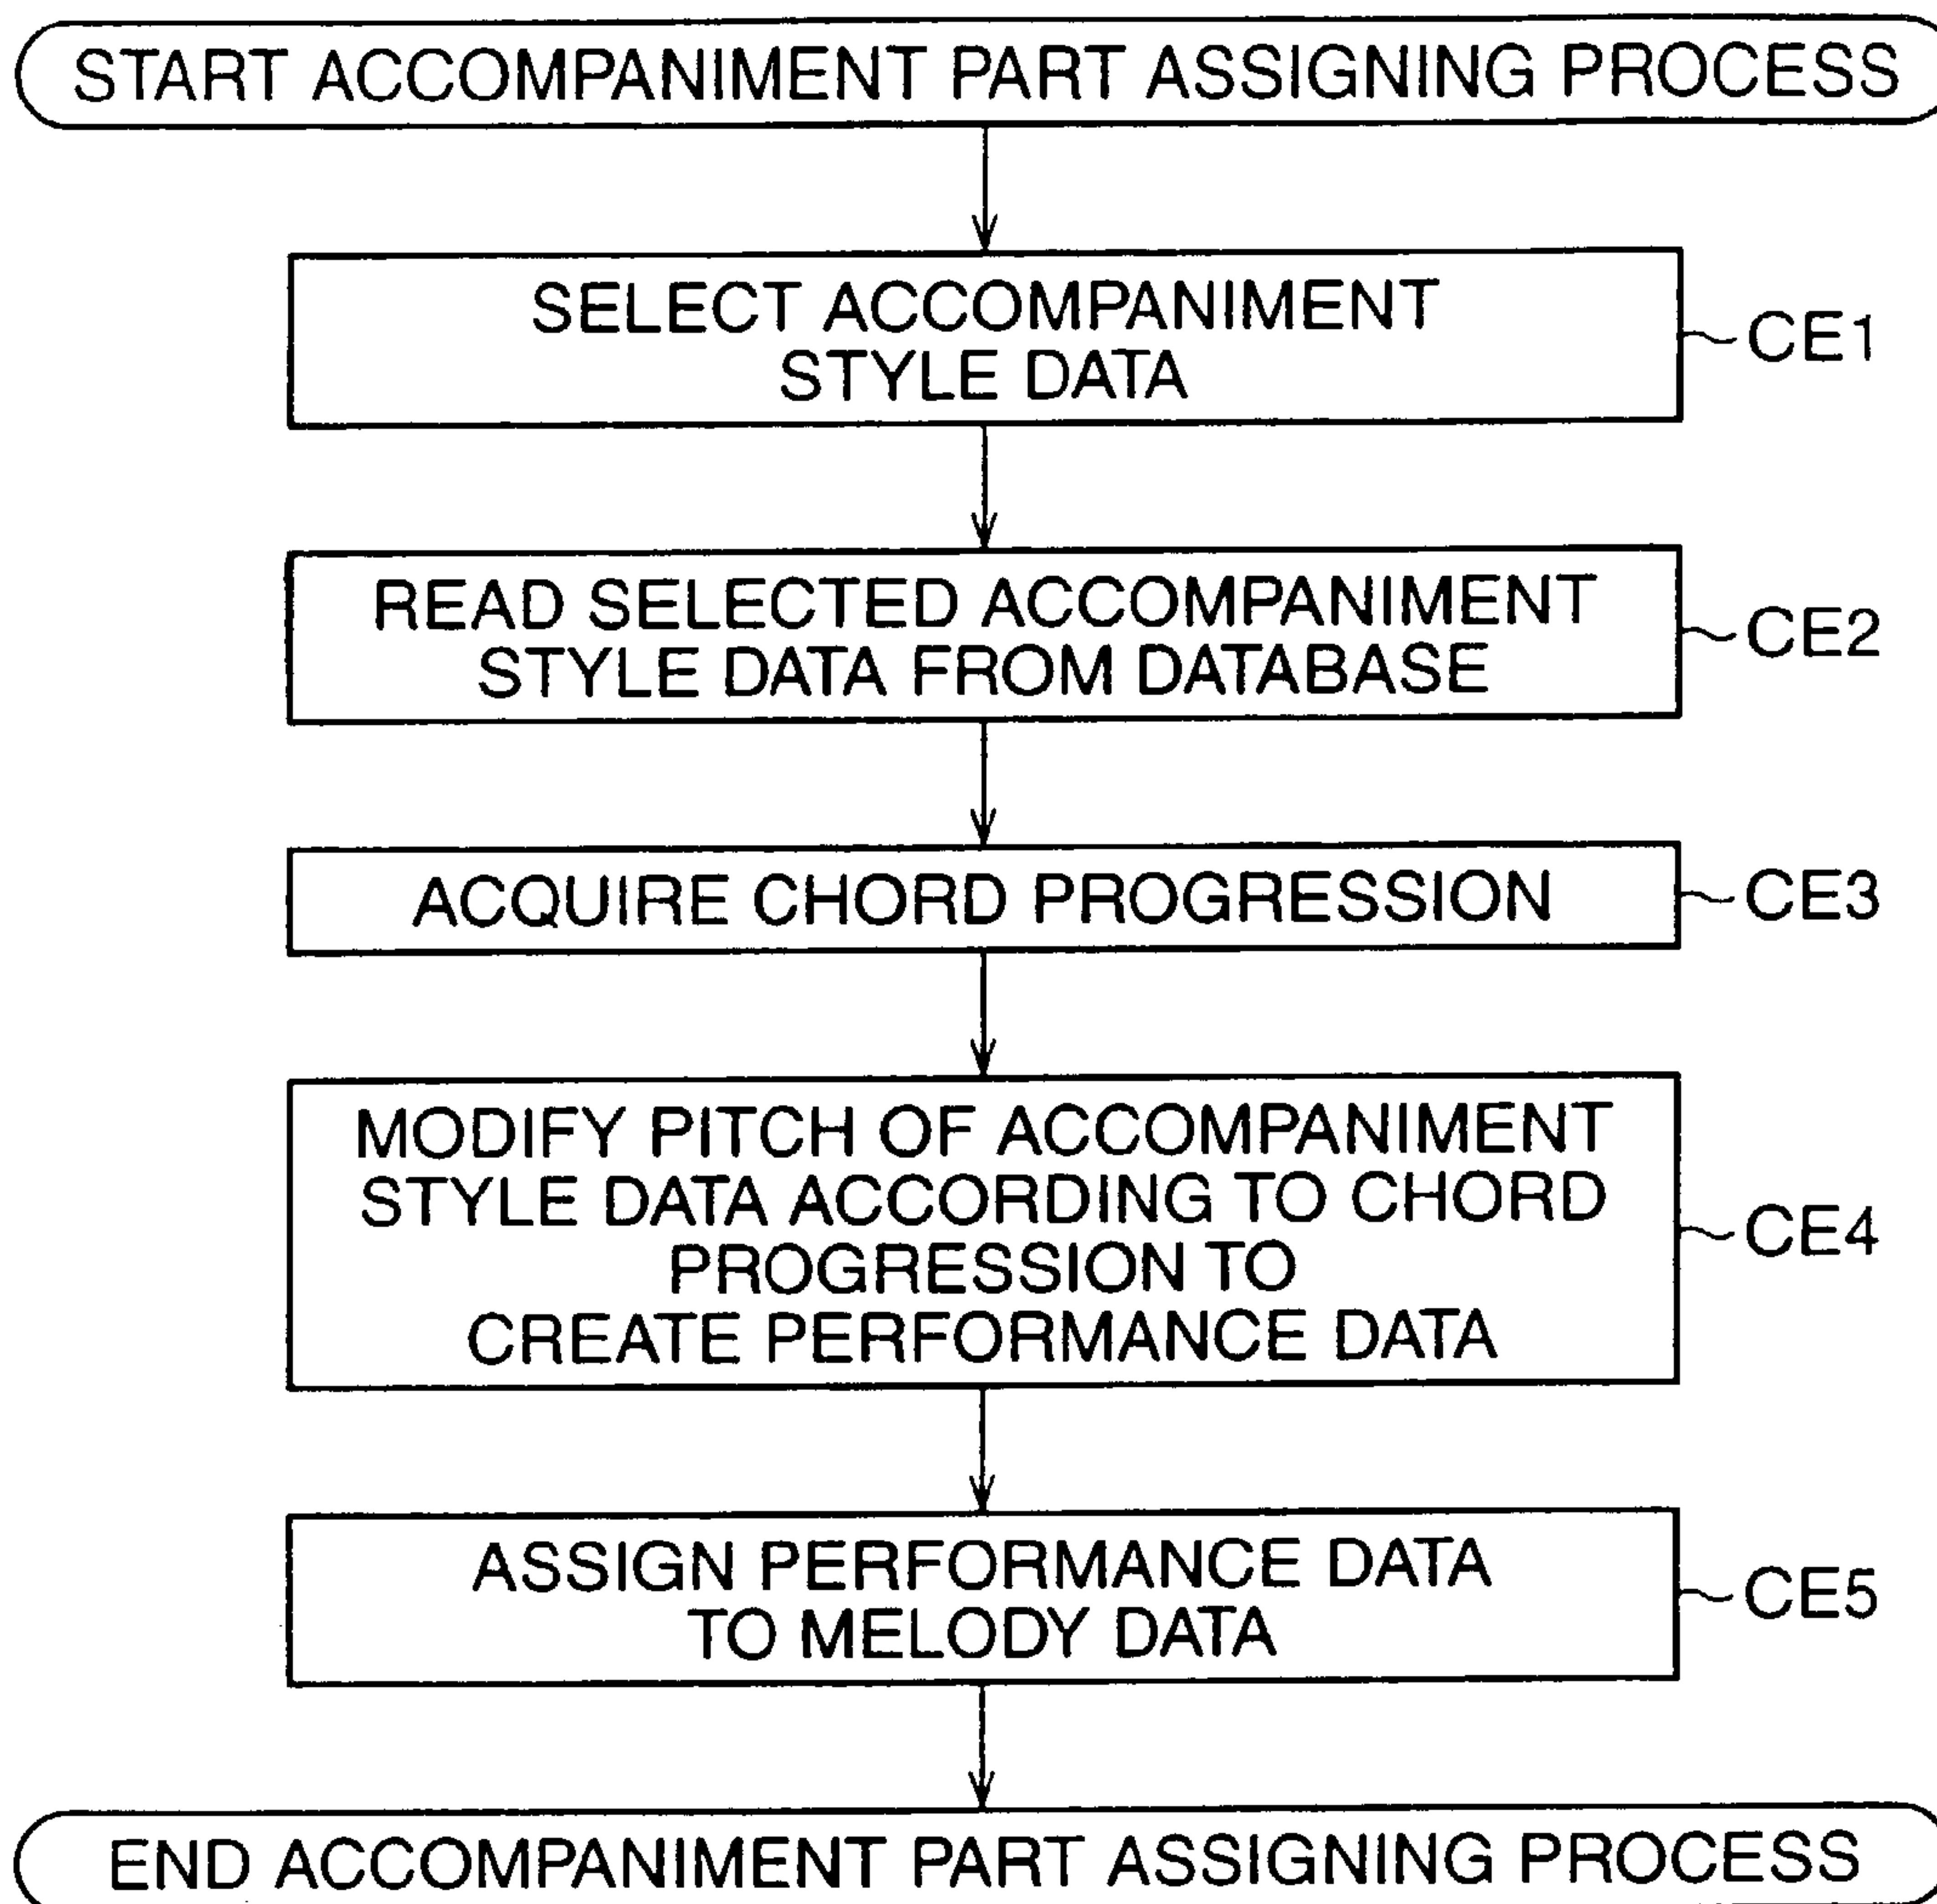 START ACCOMPANIMENT PART ASSIGNING PROCESS
SELECT ACCOMPANIMENT
STYLE DATA
CE1
READ SELECTED ACCOMPANIMENT
STYLE DATA FROM DATABASE
CE2
ACQUIRE CHORD PROGRESSION
CE3
MODIFY PITCH OF ACCOMPANIMENT
STYLE DATA ACCORDING TO CHORD
PROGRESSION TO
CREATE PERFORMANCE DATA
CE4
ASSIGN PERFORMANCE DATA
TO MELODY DATA
CE5
END ACCOMPANIMENT PART ASSIGNING PROCESS